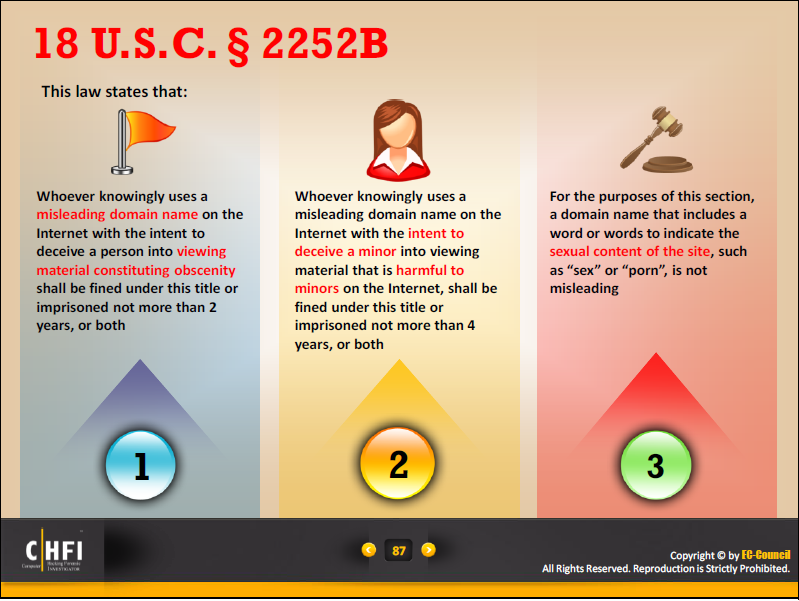 18 U.S.C. § 2252B
This law states that:
Whoever knowingly uses a
misleading domain name on the
Internet with the intent to
deceive a person into viewing
material constituting obscenity
shall be fined under this title or
imprisoned not more than 2
years, or both
1
Whoever knowingly uses a
misleading domain name on the
Internet with the intent to
deceive a minor into viewing
material that is harmful to
minors on the Internet, shall be
fined under this title or
imprisoned not more than 4
years, or both
2
For the purposes of this section,
a domain name that includes a
word or words to indicate the
sexual content of the site, such
as “sex” or “porn”, is not
misleading
3
CHFI
Computer Hacking Forensic
INVESTIGATOR
87
Copyright © by EC-Council
All Rights Reserved. Reproduction is Strictly Prohibited.